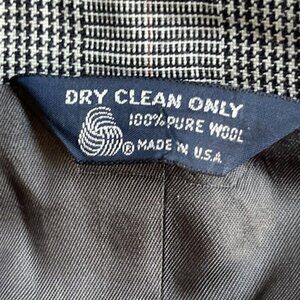 DRY CLEAN ONLY
100% PURE WOOL
® MADE IN U.S.A.